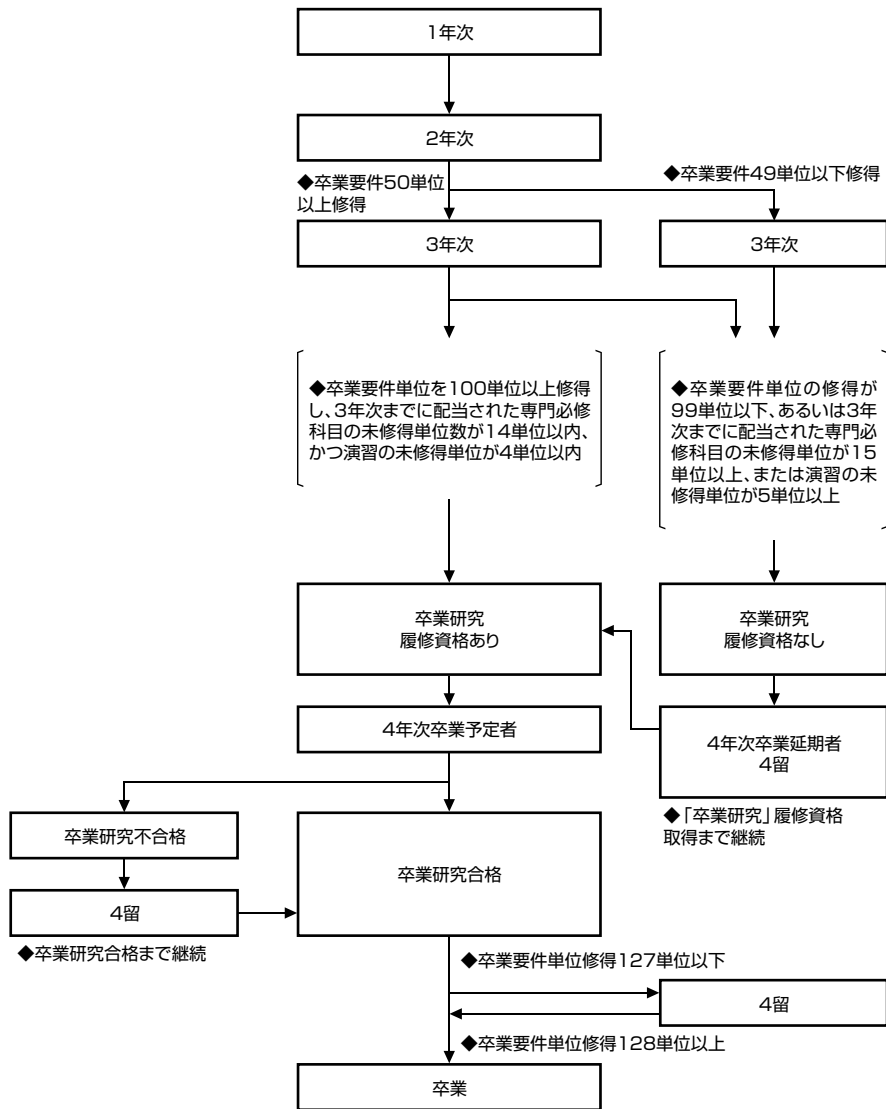 1年次
2年次
◆卒業要件50単位
以上修得
◆卒業要件49単位以下修得
3年次
3年次
◆卒業要件単位を100単位以上修得
し、3年次までに配当された専門必修
科目の未修得単位数が14単位以内、
かつ演習の未修得単位が4単位以内
◆卒業要件単位の修得が
99単位以下、あるいは3年
次までに配当された専門必
修科目の未修得単位が15
単位以上、または演習の未
修得単位が5単位以上
卒業研究
履修資格あり
卒業研究
履修資格なし
4年次卒業予定者
4年次卒業延期者
4留
◆「卒業研究」履修資格
取得まで継続
卒業研究不合格
卒業研究合格
4留
◆卒業研究合格まで継続
◆卒業要件単位修得127単位以下
4留
◆卒業要件単位修得128単位以上
卒業